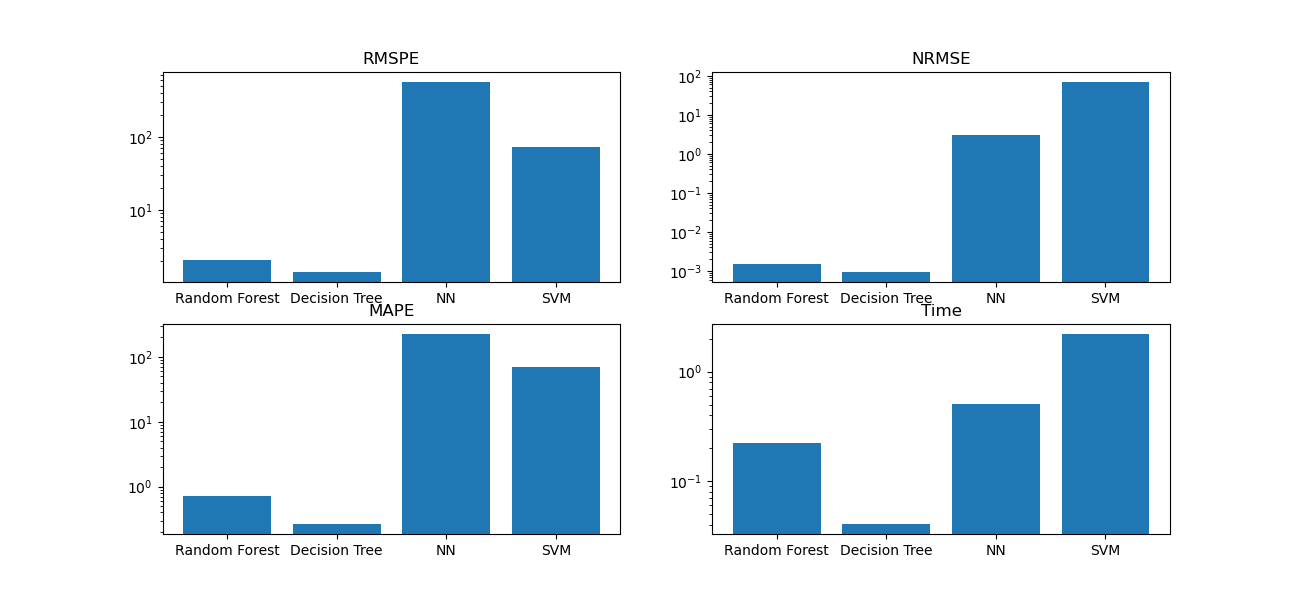 RMSPE
10²
10¹
Random Forest Decision Tree NN SVM
NRMSE
10²
10¹
10⁰
10⁻¹
10⁻²
10⁻³
Random Forest Decision Tree NN SVM
MAPE
10²
10¹
10⁰
Random Forest Decision Tree NN SVM
Time
10⁰
10⁻¹
Random Forest Decision Tree NN SVM